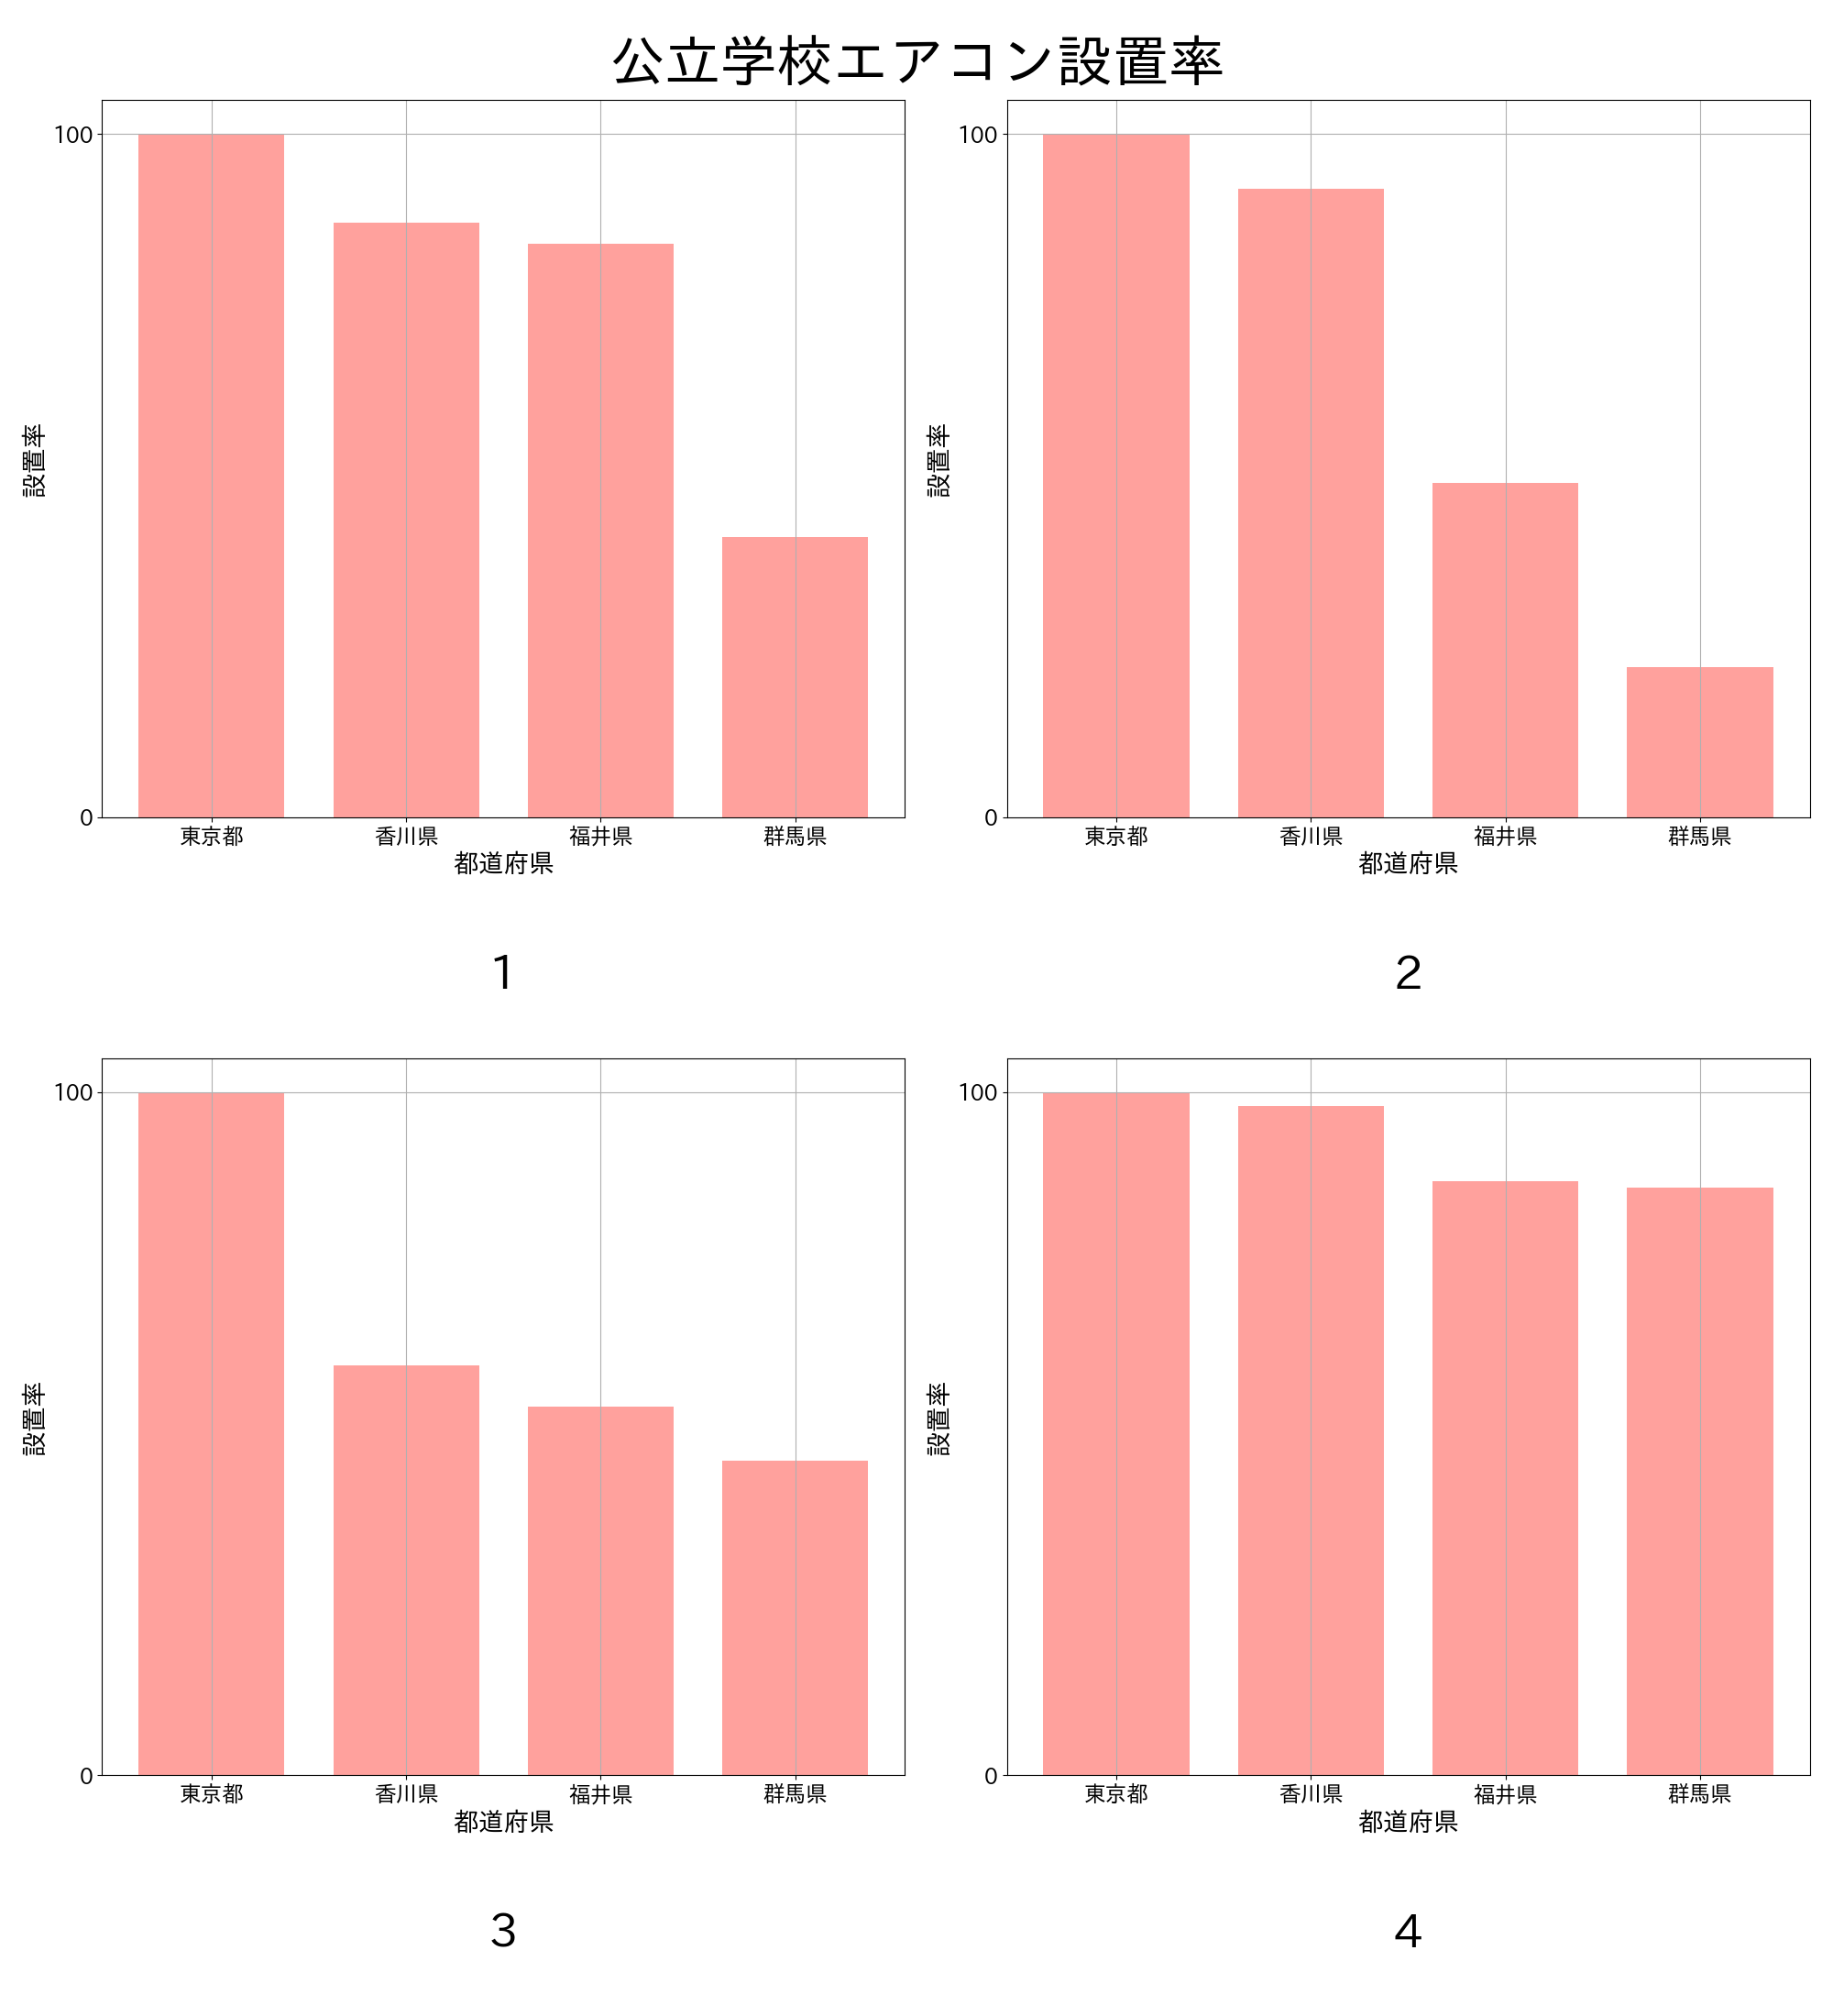 公立学校エアコン設置率
100
0
設置率
東京都 香川県 福井県 群馬県
都道府県
1
100
0
設置率
東京都 香川県 福井県 群馬県
都道府県
2
100
0
設置率
東京都 香川県 福井県 群馬県
都道府県
3
100
0
設置率
東京都 香川県 福井県 群馬県
都道府県
4